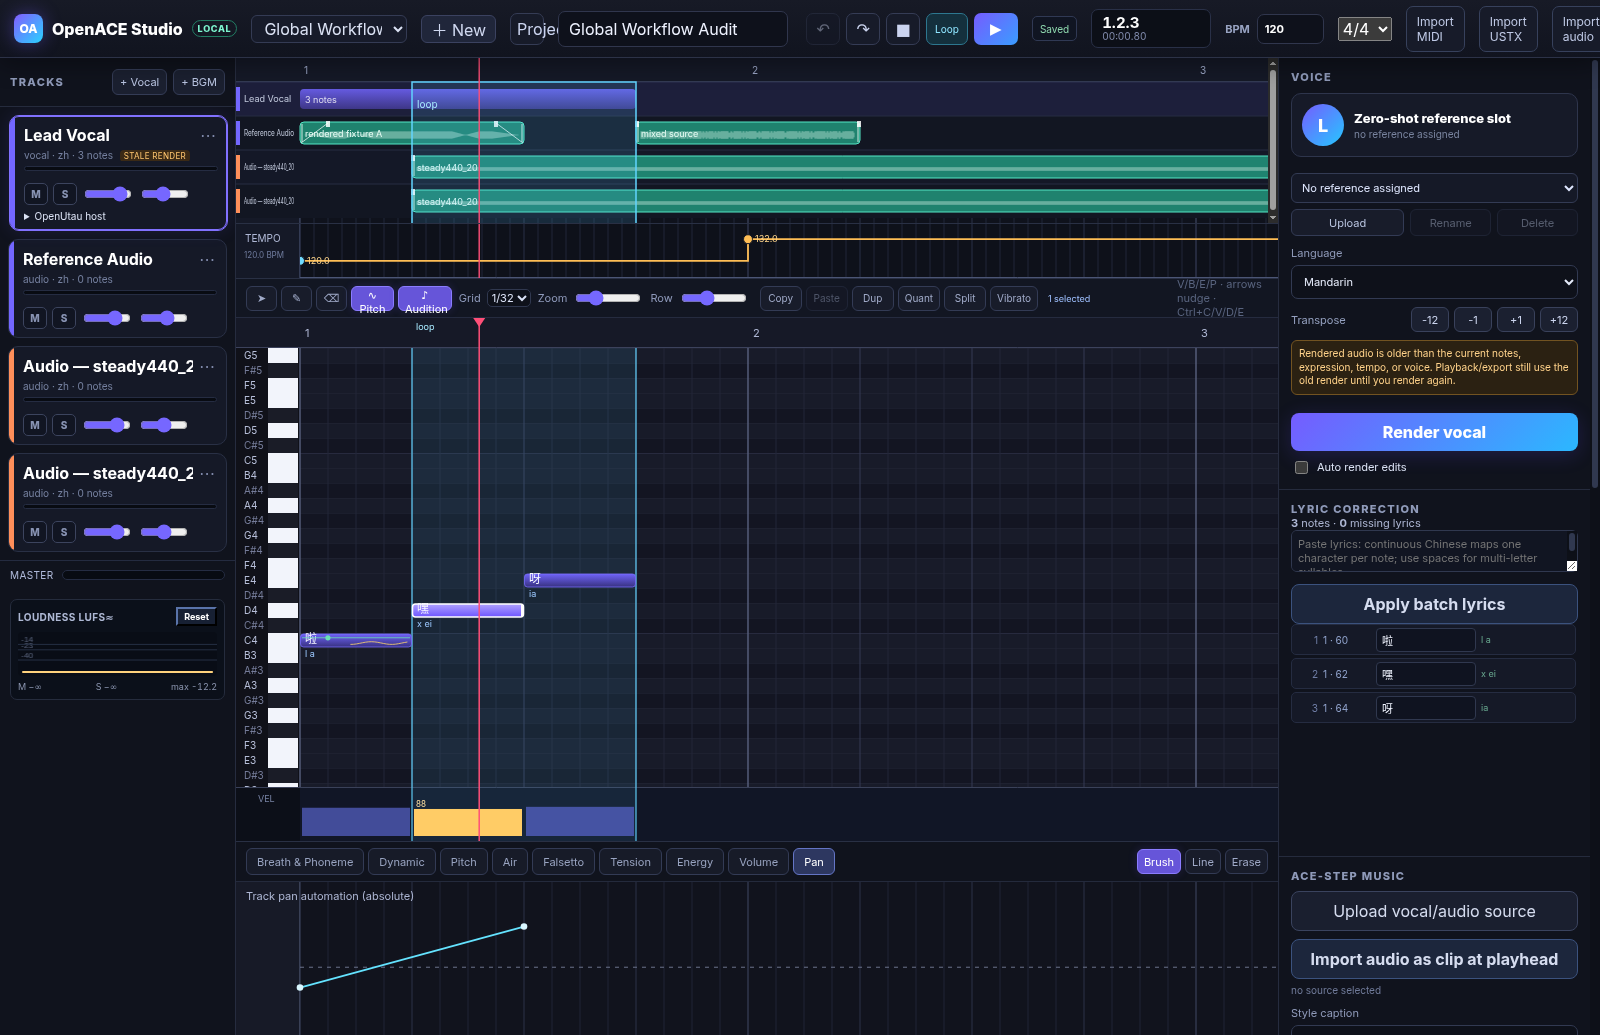 OA OpenACE Studio LOCAL Global Workflow + New Projec Global Workflow Audit ↶ ↷ ■ Loop ▶ Saved 1.2.3 BPM 120 4/4 Import MIDI Import USTX Import audio
00:00.80
TRACKS + Vocal + BGM
Lead Vocal ···
vocal · zh · 3 notes STALE RENDER
M S
▶ OpenUtau host
Reference Audio ···
audio · zh · 0 notes
M S
Audio — steady440_2 ···
audio · zh · 0 notes
M S
Audio — steady440_2 ···
audio · zh · 0 notes
M S
MASTER
LOUDNESS LUFS≈ Reset
-14
-23
-40
M −∞ S −∞ max -12.2
1 2 3
Lead Vocal 3 notes loop
Reference Audio rendered fixture A mixed source
Audio — steady440_20 steady440_20
Audio — steady440_20 steady440_20
TEMPO 132.0
120.0 BPM 120.0
Pitch Audition Grid 1/32 Zoom Row Copy Paste Dup Quant Split Vibrato 1 selected
V/B/E/P · arrows
nudge ·
Ctrl+C/V/D/E
loop
1 2 3
G5
F#5
F5
E5
D#5
D5
C#5
C5
B4
A#4
A4
G#4
G4
F#4
F4
E4 呀
D#4 ia
D4 嘿
C#4 x ei
C4 啦
B3 l a
A#3
A3
G#3
G3
F#3
F3
E3
D#3
VEL 88
Breath & Phoneme Dynamic Pitch Air Falsetto Tension Energy Volume Pan Brush Line Erase
Track pan automation (absolute)
VOICE
L Zero-shot reference slot
no reference assigned
No reference assigned
Upload Rename Delete
Language
Mandarin
Transpose -12 -1 +1 +12
Rendered audio is older than the current notes,
expression, tempo, or voice. Playback/export still use the
old render until you render again.
Render vocal
Auto render edits
LYRIC CORRECTION
3 notes · 0 missing lyrics
Paste lyrics: continuous Chinese maps one
character per note; use spaces for multi-letter
Apply batch lyrics
1 1 · 60 啦 l a
2 1 · 62 嘿 x ei
3 1 · 64 呀 ia
ACE-STEP MUSIC
Upload vocal/audio source
Import audio as clip at playhead
no source selected
Style caption